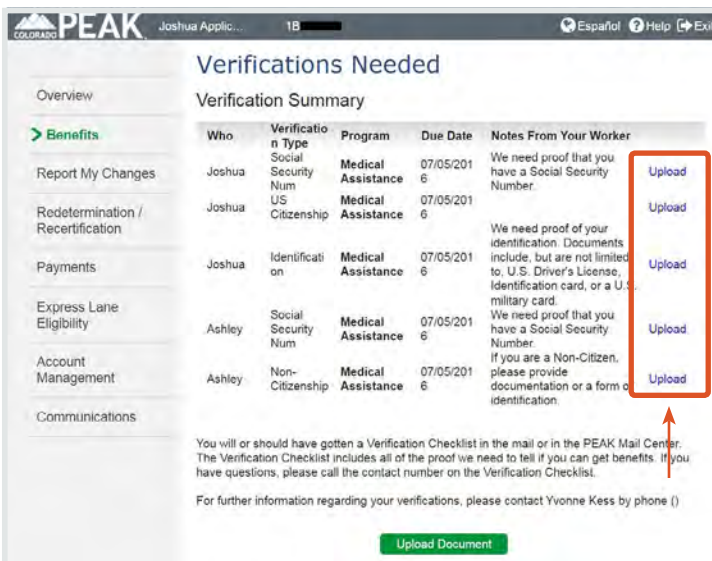 COLORADO PEAK Joshua Applic... 1B Español Help Exi
Verifications Needed
Verification Summary
Overview
Benefits
Report My Changes
Redetermination /
Recertification
Payments
Express Lane
Eligibility
Account
Management
Communications
Who Verificatio
n Type Program Due Date Notes From Your Worker
Joshua Social
Security
Num Medical
Assistance 07/05/201
6 We need proof that you
have a Social Security
Number. Upload
Joshua US
Citizenship Medical
Assistance 07/05/201
6 Upload
Joshua Identificati
on Medical
Assistance 07/05/201
6 We need proof of your
identification. Documents
include, but are not limited
to, U.S. Driver's License,
Identification card, or a U.S.
military card. Upload
Ashley Social
Security
Num Medical
Assistance 07/05/201
6 We need proof that you
have a Social Security
Number. Upload
Ashley Non-
Citizenship Medical
Assistance 07/05/201
6 If you are a Non-Citizen,
please provide
documentation or a form o
identification. Upload
You will or should have gotten a Verification Checklist in the mail or in the PEAK Mail Center.
The Verification Checklist includes all of the proof we need to tell if you can get benefits. If you
have questions, please call the contact number on the Verification Checklist.
For further information regarding your verifications, please contact Yvonne Kess by phone ()
Upload Document